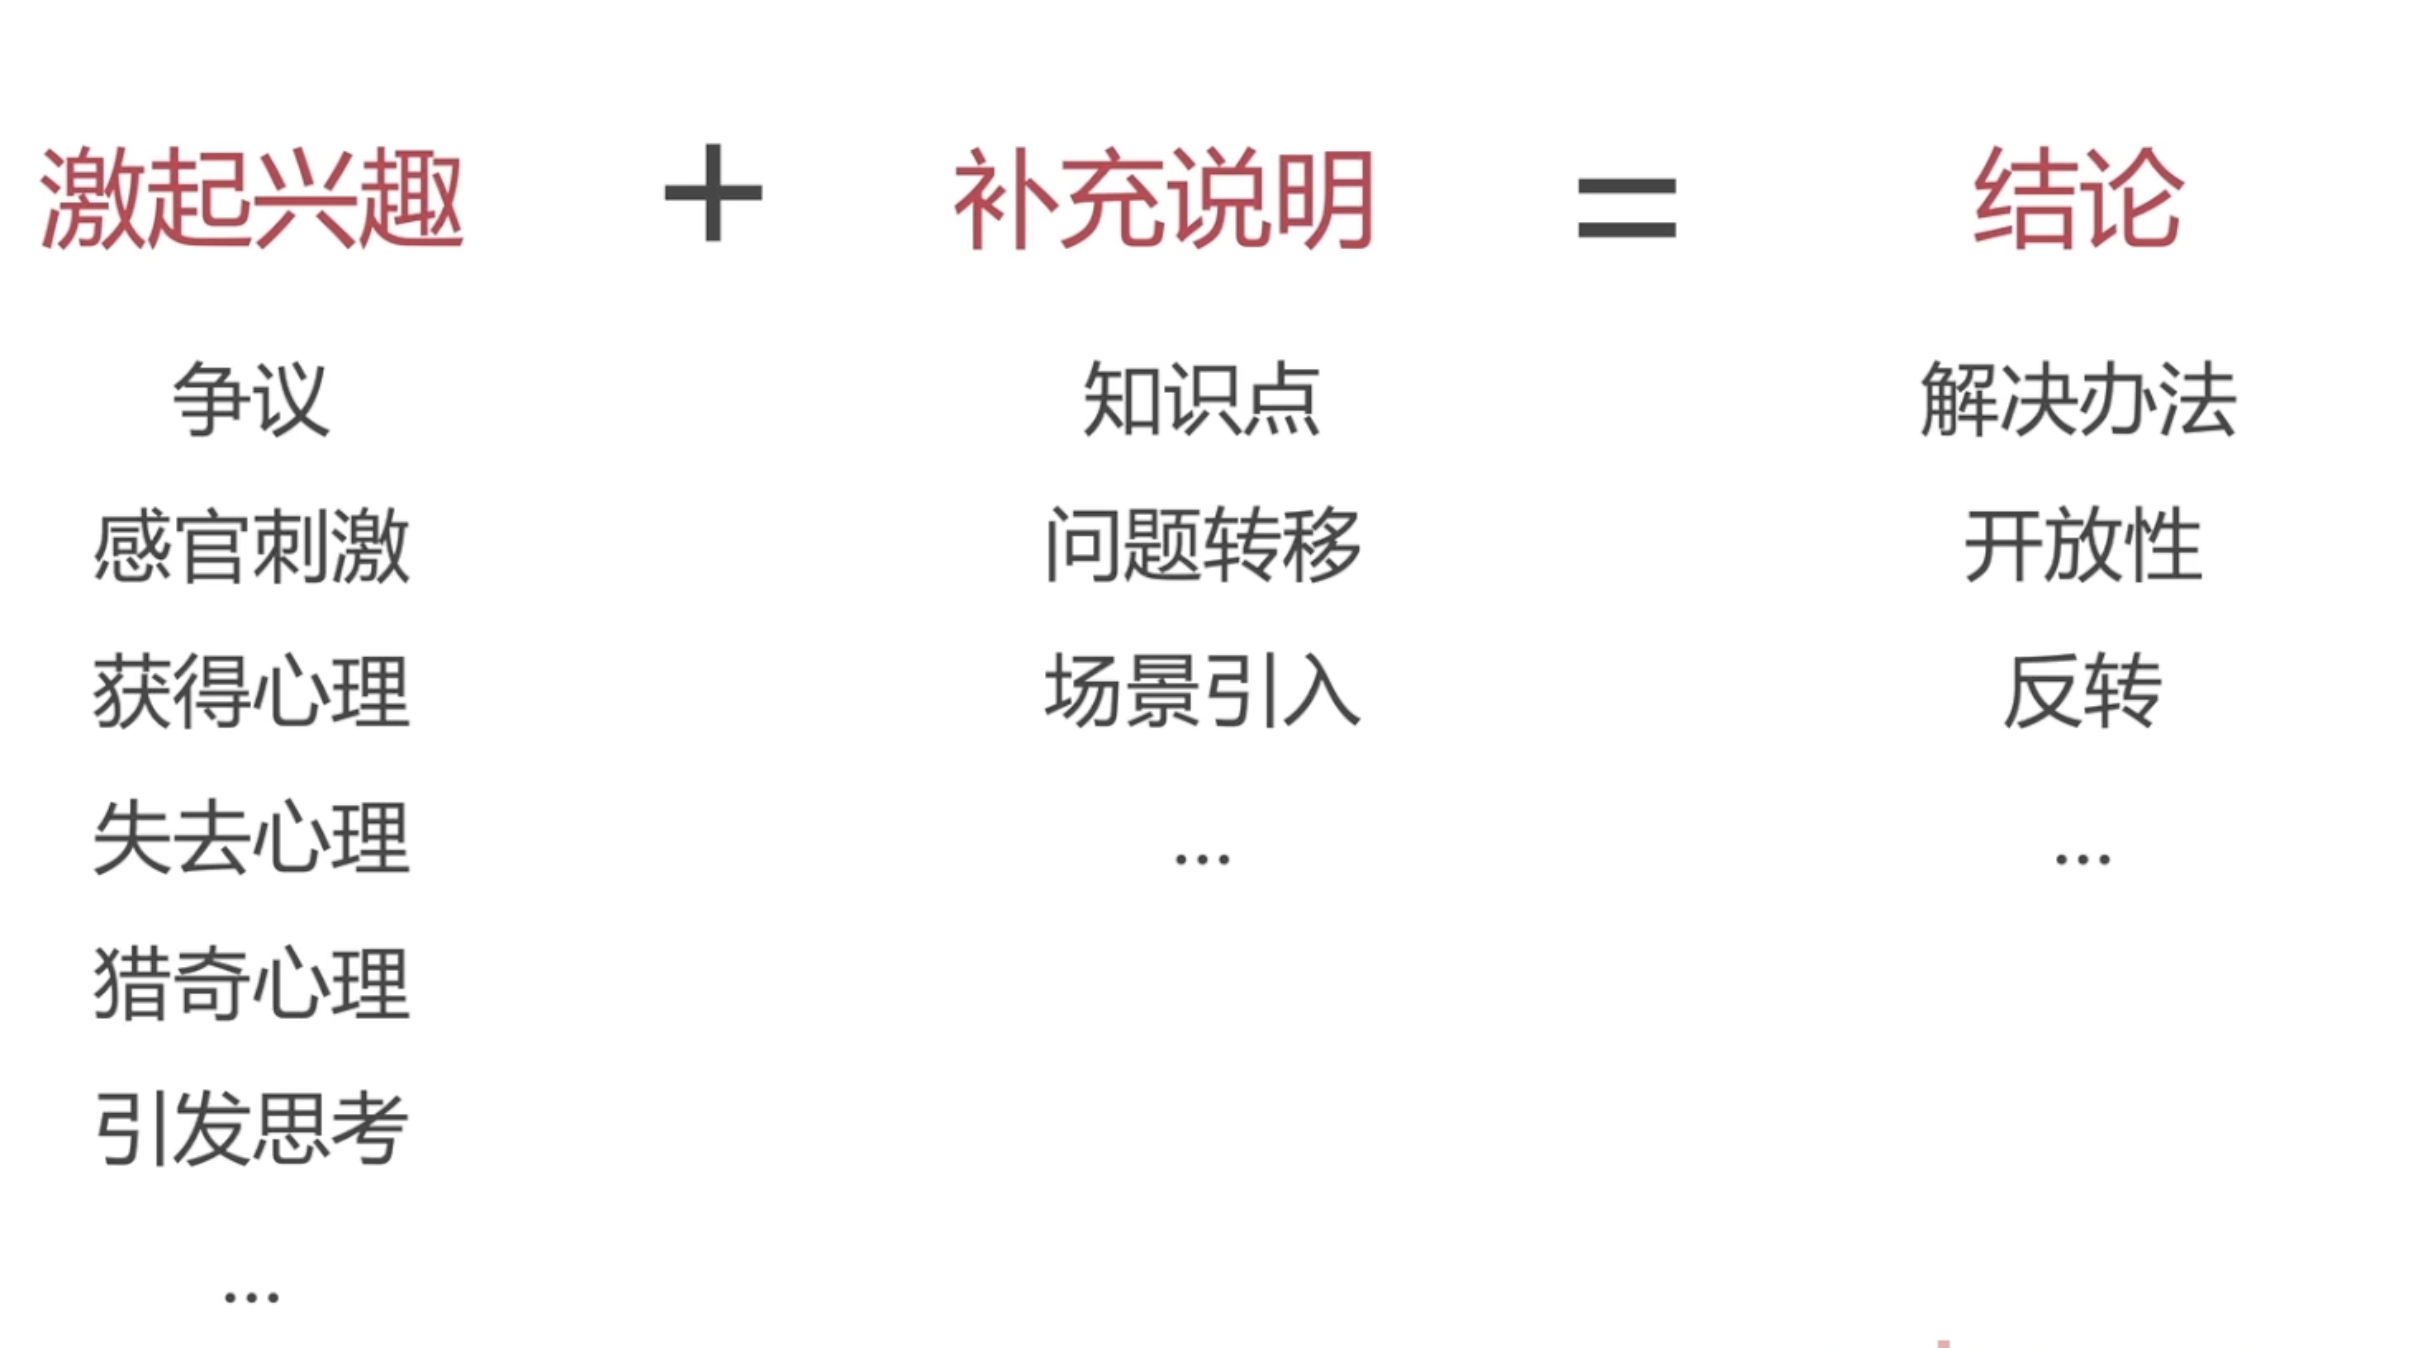 激起兴趣 + 补充说明 = 结论
争议 知识点 解决办法
感官刺激 问题转移 开放性
获得心理 场景引入 反转
失去心理 ... ...
猎奇心理
引发思考
...